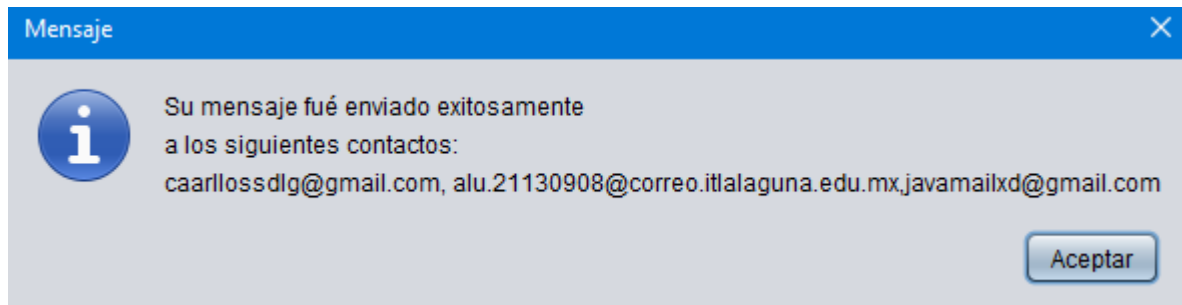 Mensaje
Su mensaje fué enviado exitosamente
a los siguientes contactos:
caarllossdlg@gmail.com, alu.21130908@correo.itlalaguna.edu.mx,javamailxd@gmail.com
Aceptar